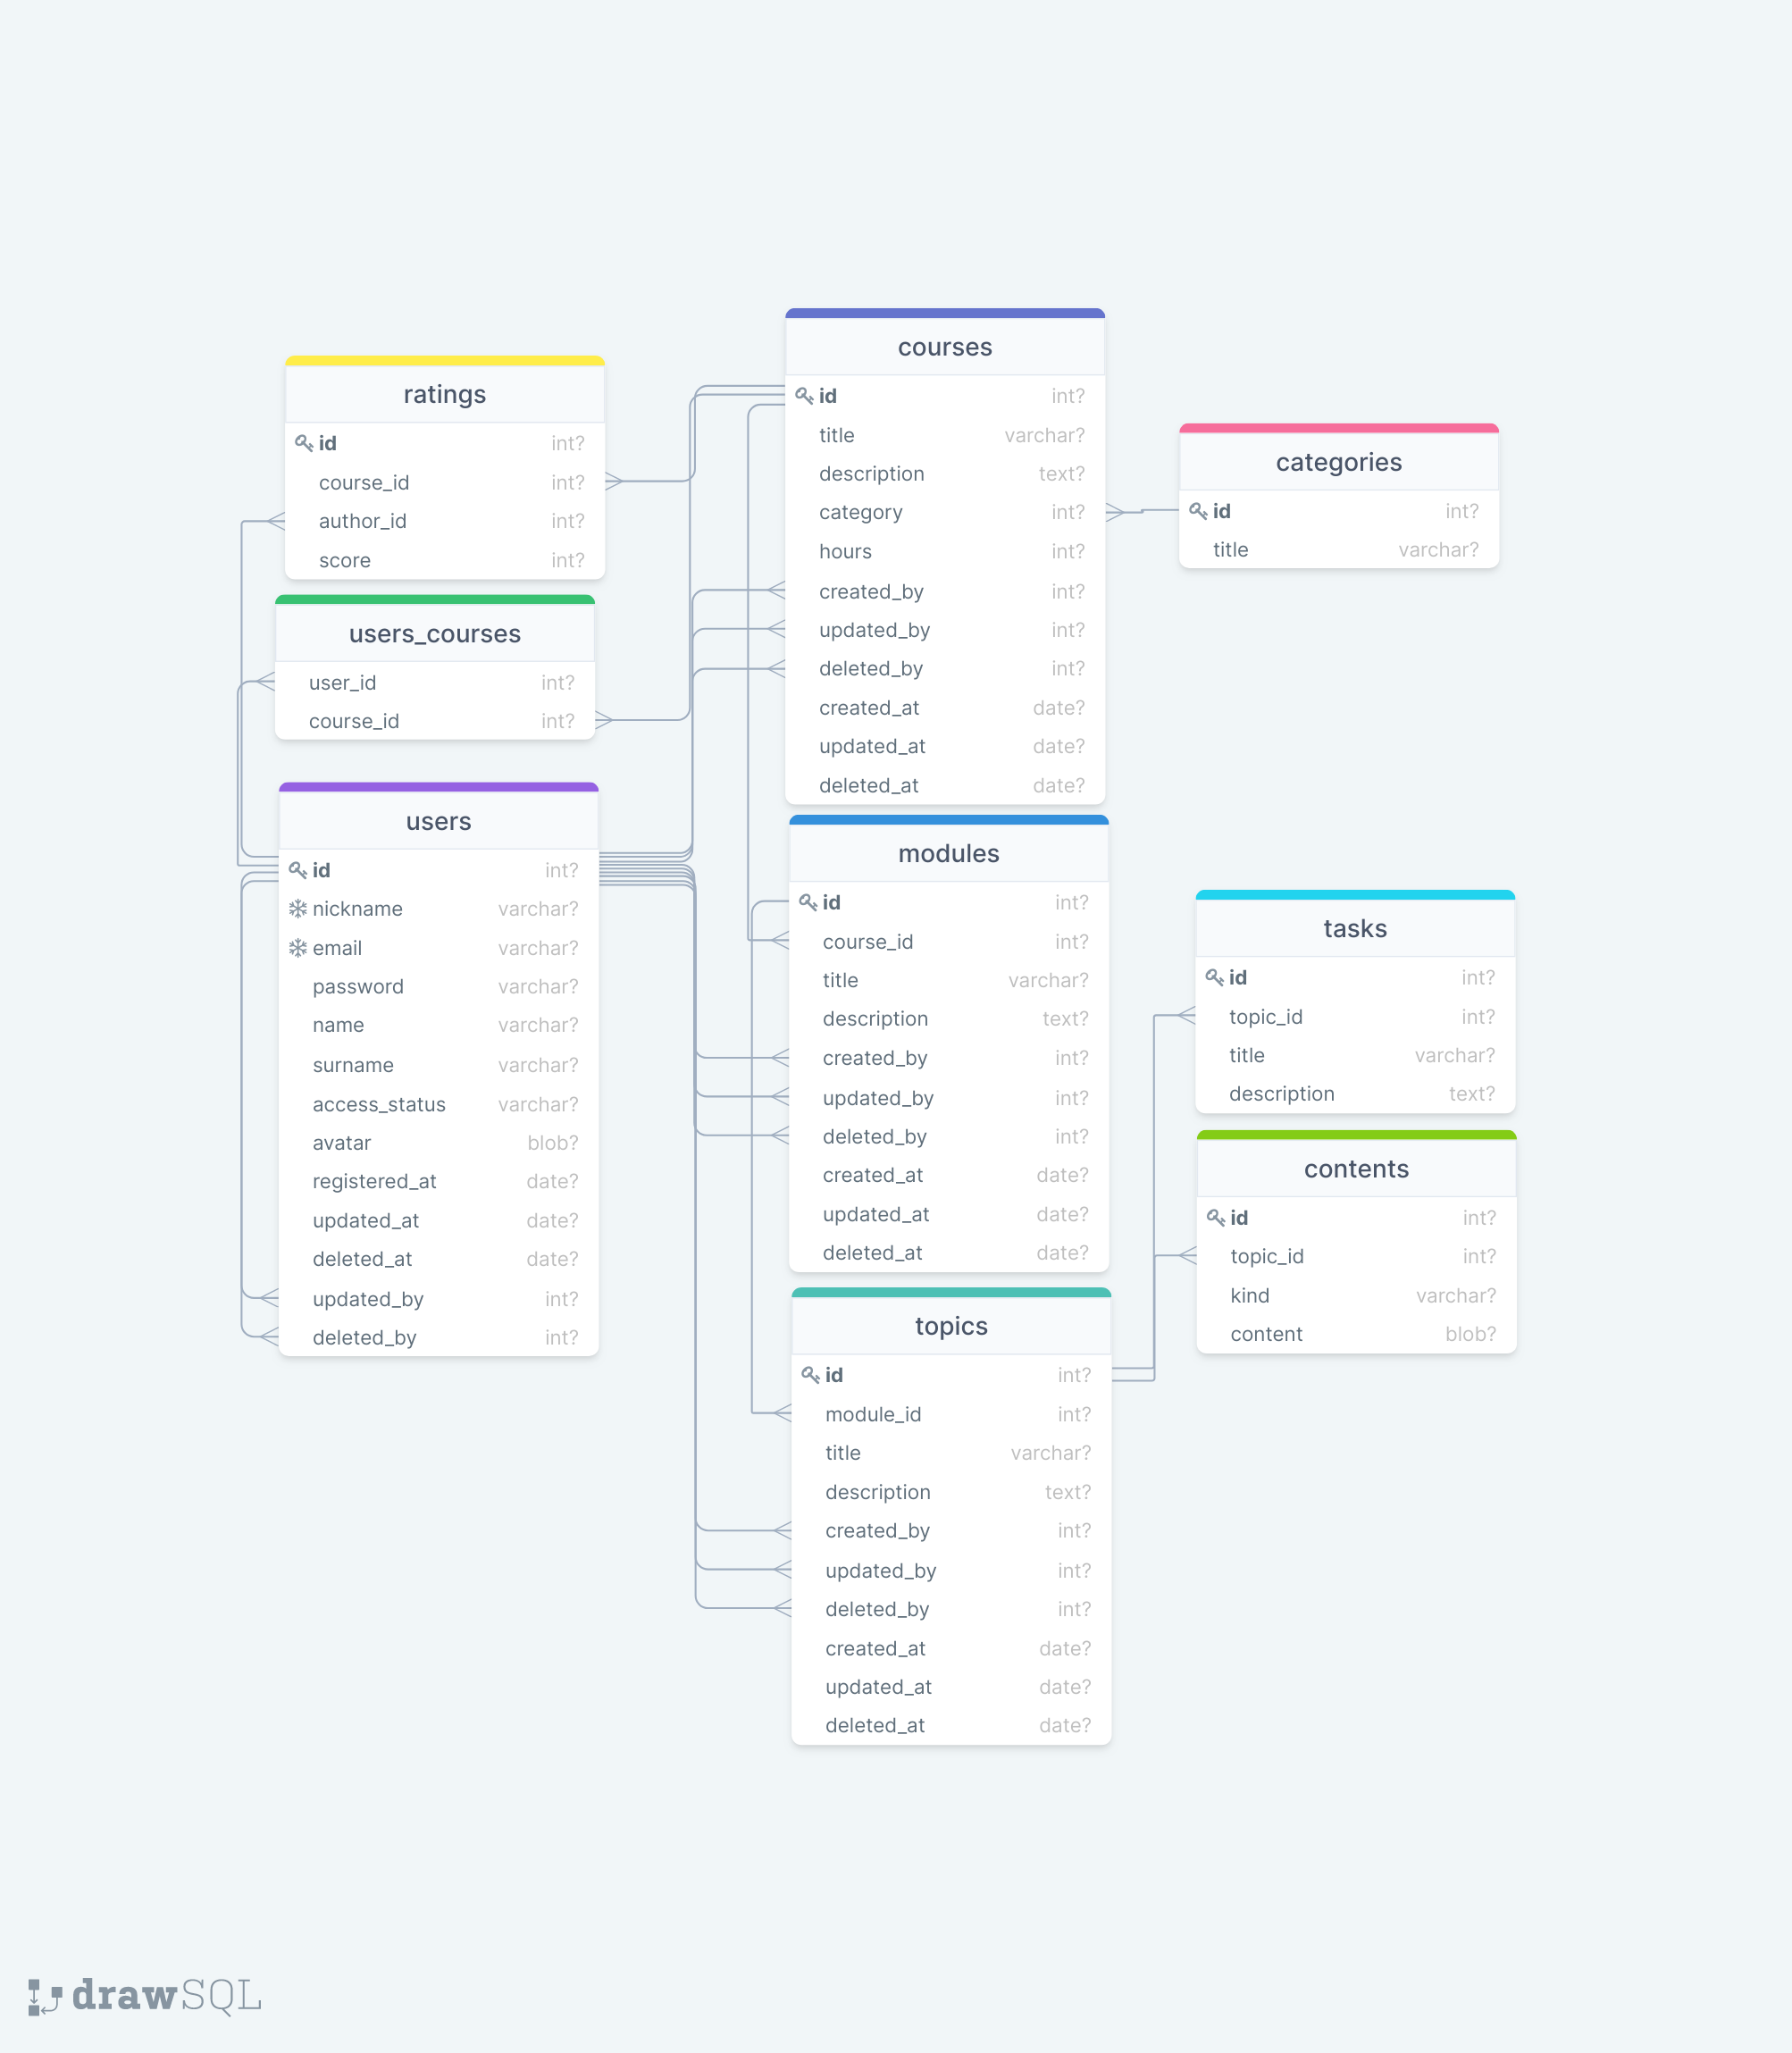 ratings
id int?
course_id int?
author_id int?
score int?
users_courses
user_id int?
course_id int?
users
id int?
nickname varchar?
email varchar?
password varchar?
name varchar?
surname varchar?
access_status varchar?
avatar blob?
registered_at date?
updated_at date?
deleted_at date?
updated_by int?
deleted_by int?
courses
id int?
title varchar?
description text?
category int?
hours int?
created_by int?
updated_by int?
deleted_by int?
created_at date?
updated_at date?
deleted_at date?
modules
id int?
course_id int?
title varchar?
description text?
created_by int?
updated_by int?
deleted_by int?
created_at date?
updated_at date?
deleted_at date?
topics
id int?
module_id int?
title varchar?
description text?
created_by int?
updated_by int?
deleted_by int?
created_at date?
updated_at date?
deleted_at date?
categories
id int?
title varchar?
tasks
id int?
topic_id int?
title varchar?
description text?
contents
id int?
topic_id int?
kind varchar?
content blob?
drawSQL